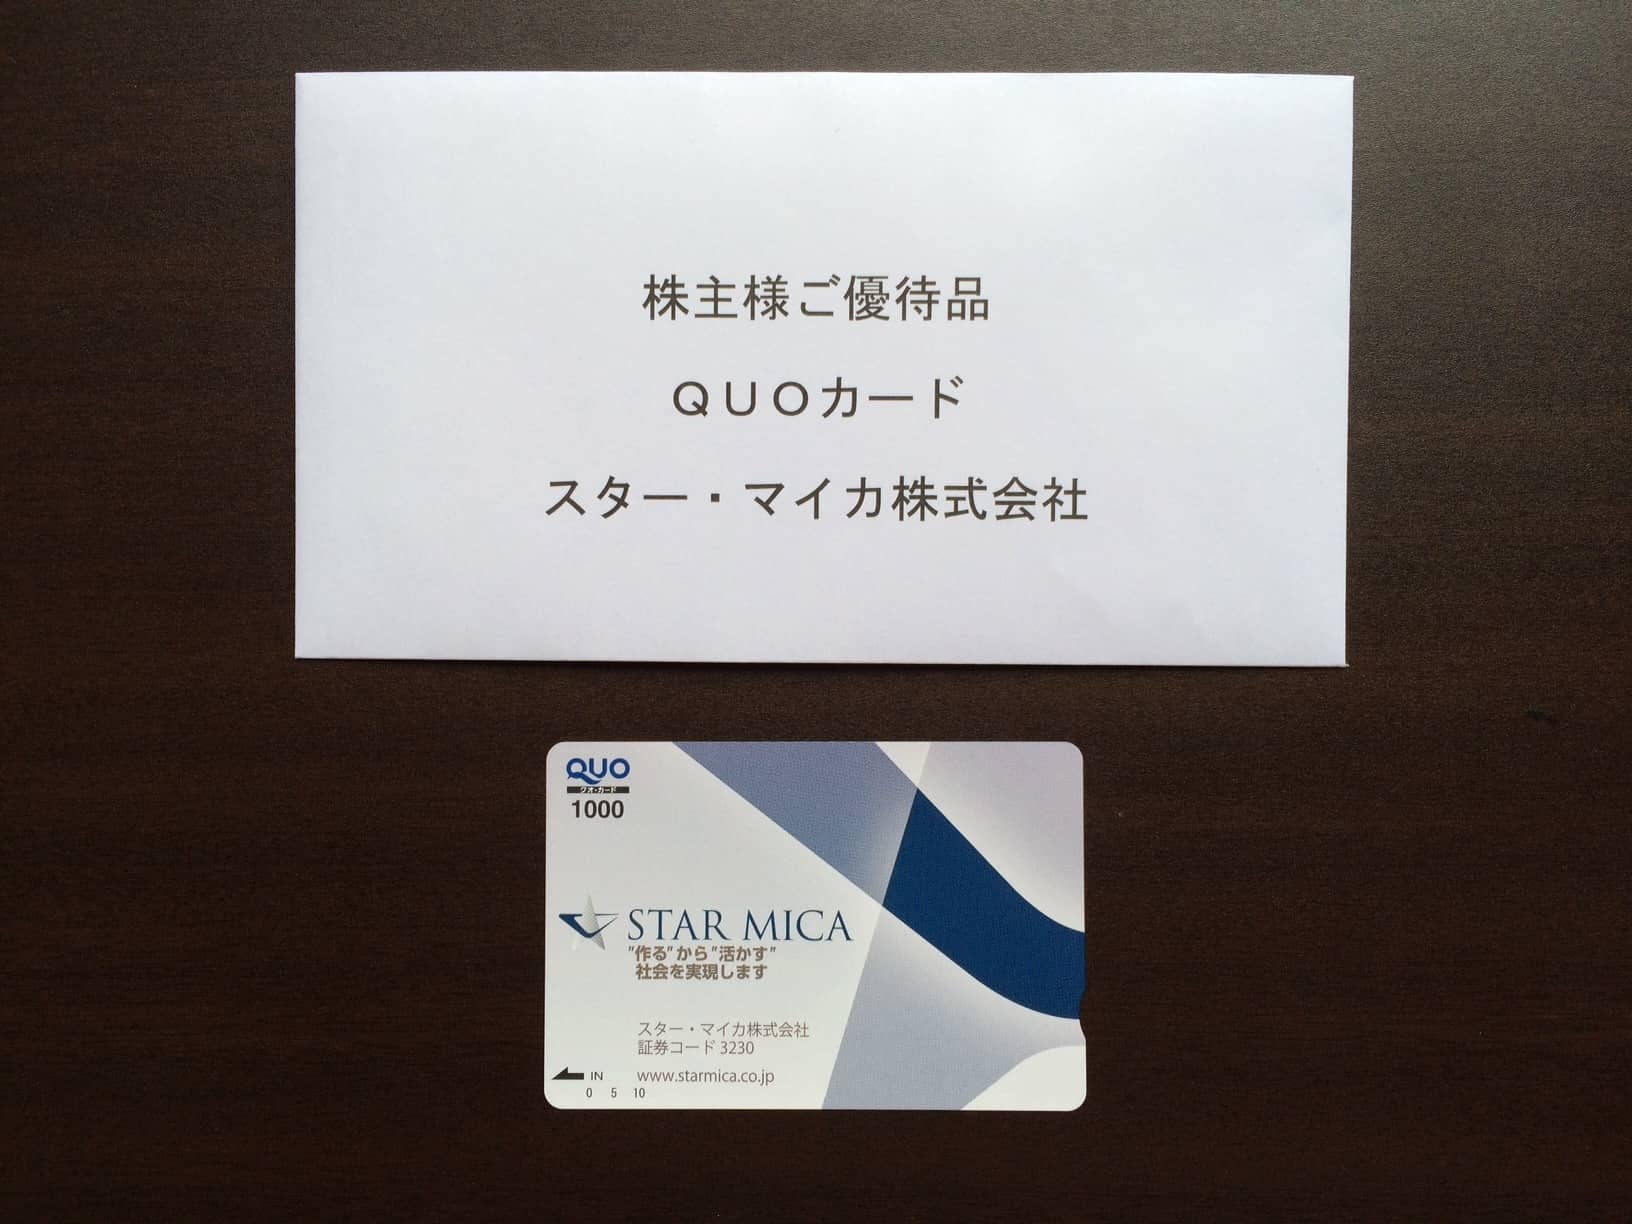 株主様ご優待品
ＱＵＯカード
スター・マイカ株式会社
QUO
クオ・カード
1000
STAR MICA
"作る"から"活かす"
社会を実現します
スター・マイカ株式会社
証券コード 3230
IN www.starmica.co.jp
0 5 10